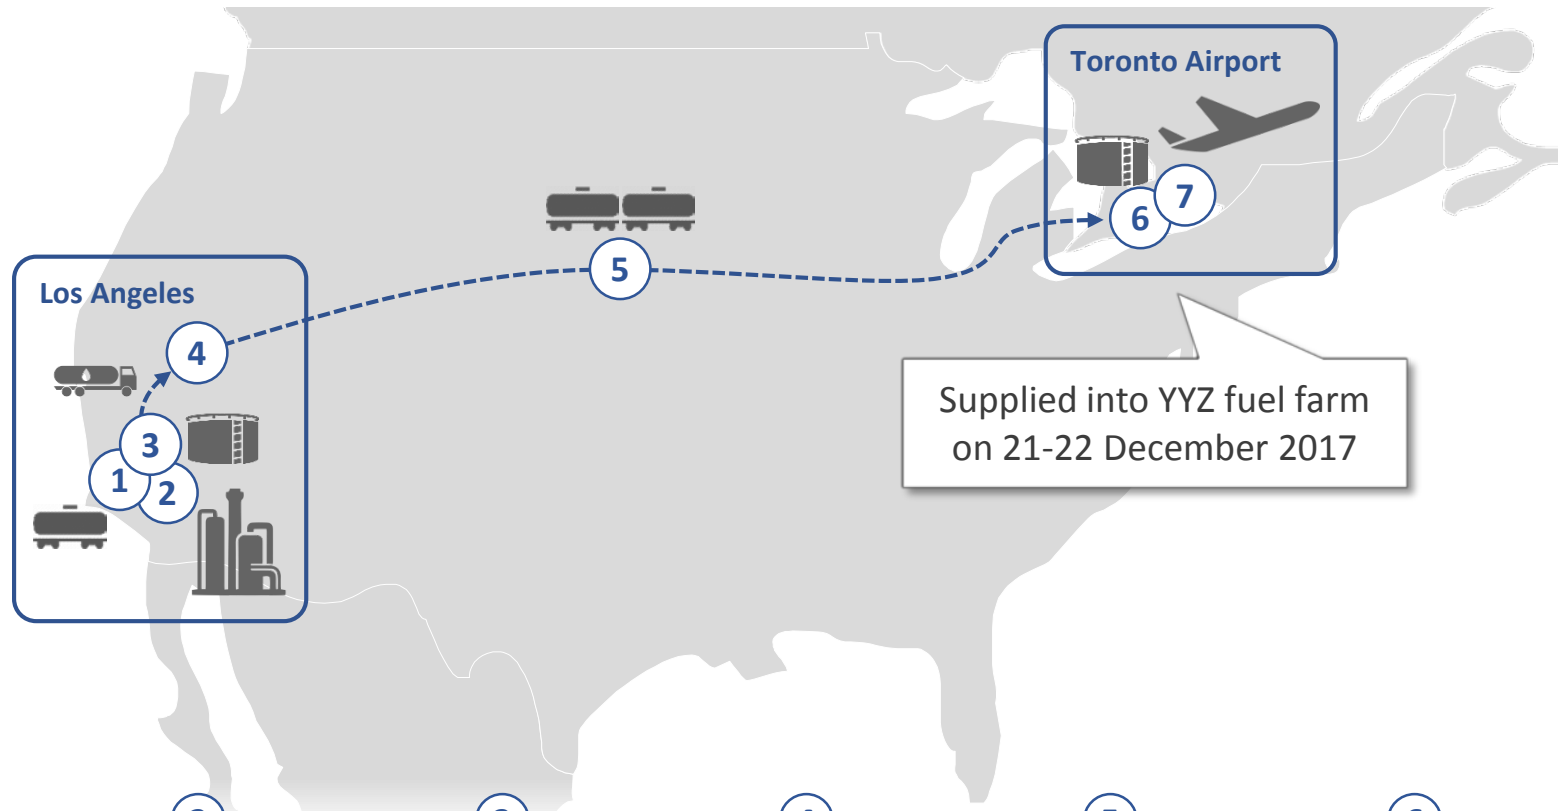 Toronto Airport
7
6
5
Los Angeles
4
3
1
2
Supplied into YYZ fuel farm
on 21-22 December 2017